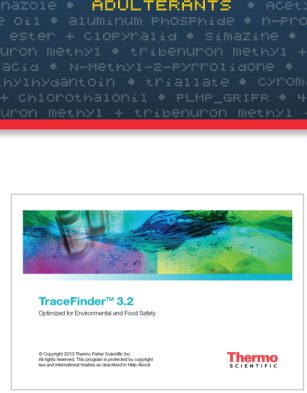 nazole • ADULTERANTS • Acet
e oil • aluminum PHOSPHide • n-Pro
ester + clopyralid • simazine •
uron methyl • tribenuron methyl +
acid • N-Methyl-2-Pyrrolidone •
hylhydantoin • triallate • cyrom
+ chlorothalonil • PLMP_GRIFR • 4
uron methyl + tribenuron methyl
TraceFinder™ 3.2
Optimized for Environmental and Food Safety
© Copyright 2013 Thermo Fisher Scientific Inc.
All rights reserved. This program is protected by copyright
law and international treaties as described in Help About.
Thermo
SCIENTIFIC